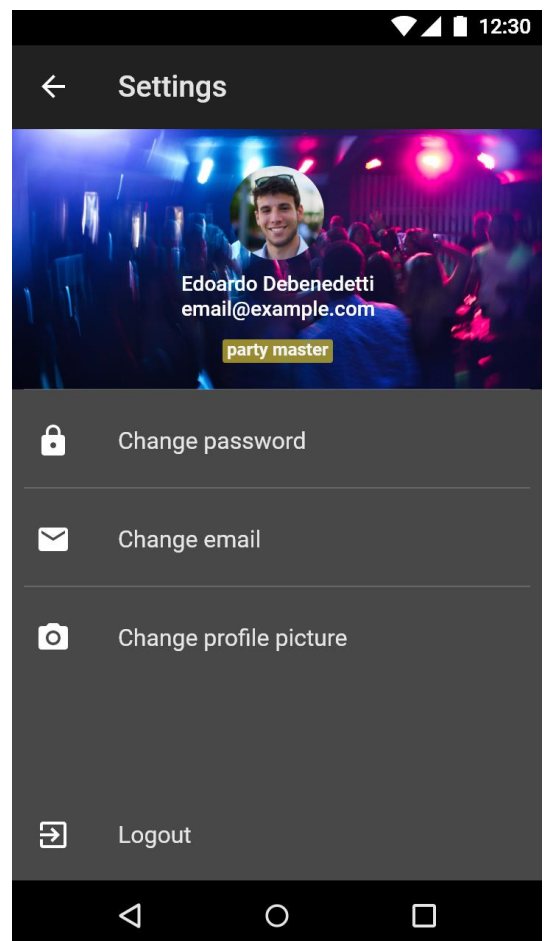 12:30
Settings
Edoardo Debenedetti
email@example.com
party master
Change password
Change email
Change profile picture
Logout